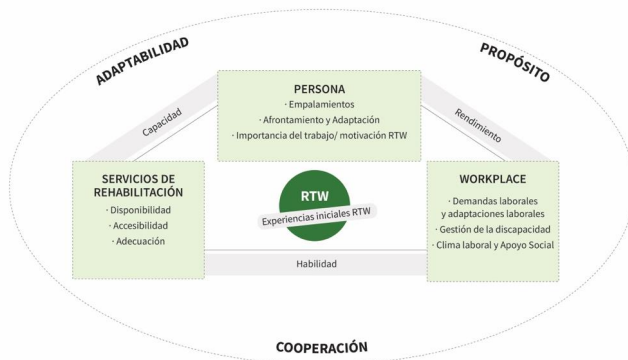 ADAPTABILIDAD
PROPÓSITO
PERSONA
· Empalamientos
· Afrontamiento y Adaptación
· Importancia del trabajo/ motivación RTW
Capacidad
Rendimiento
SERVICIOS DE
REHABILITACIÓN
· Disponibilidad
· Accesibilidad
· Adecuación
RTW
Experiencias iniciales RTW
WORKPLACE
· Demandas laborales
y adaptaciones laborales
· Gestión de la discapacidad
· Clima laboral y Apoyo Social
Habilidad
COOPERACIÓN